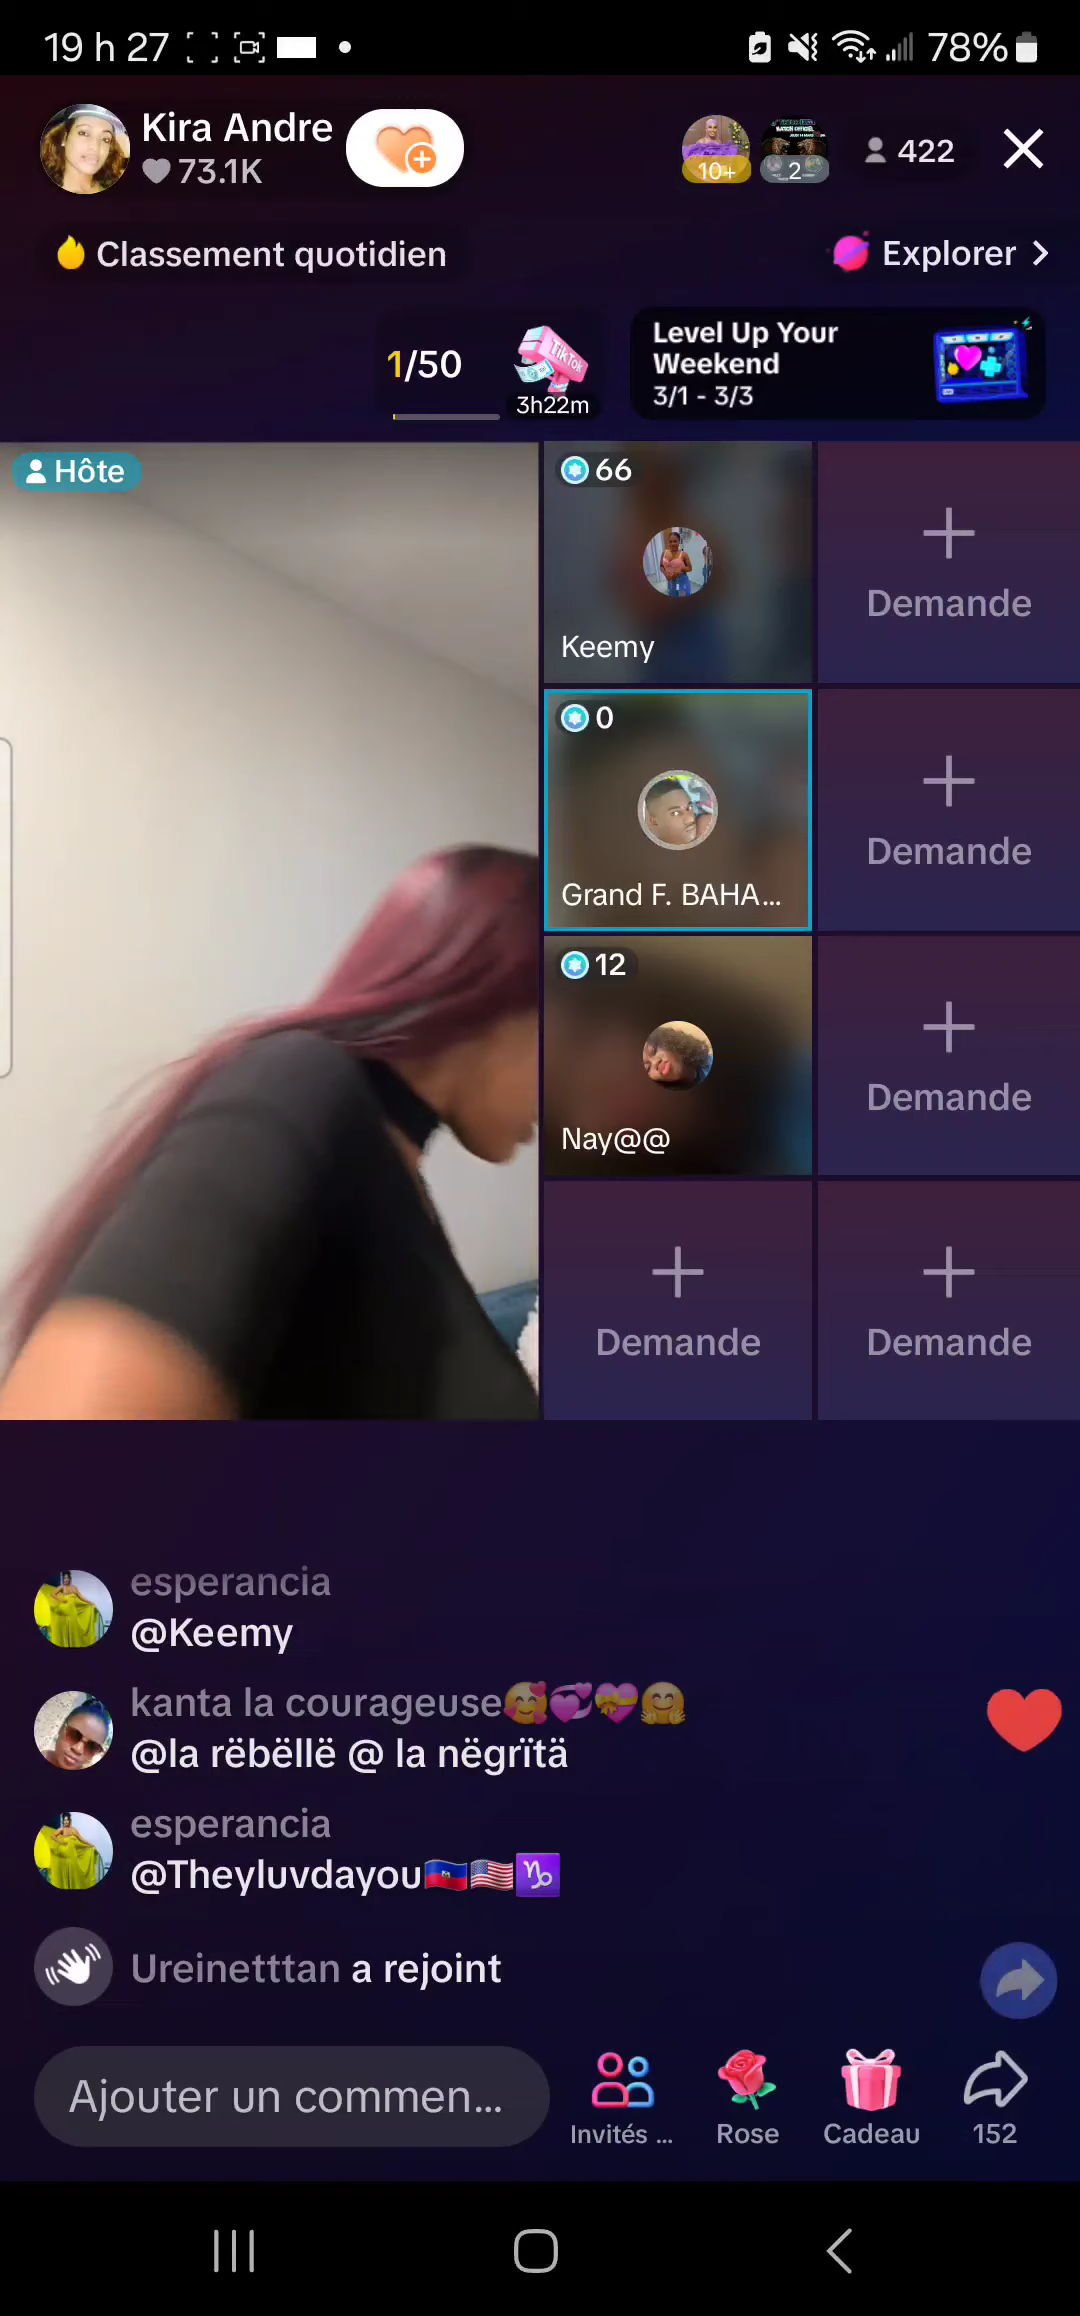 19 h 27
78%
Kira Andre
73.1K
10+
2
422
Classement quotidien
Explorer
1/50
TikTok
3h22m
Level Up Your
Weekend
3/1 - 3/3
Hôte
66
Keemy
Demande
0
Grand F. BAHA...
Demande
12
Nay@@
Demande
Demande
Demande
esperancia
@Keemy
kanta la courageuse🥰💞💝🤗
@la rëbëllë @ la nëgrïtä
esperancia
@Theyluvdayou🇭🇹🇺🇸♑
Ureinetttan a rejoint
Ajouter un commen...
Invités ...
Rose
Cadeau
152